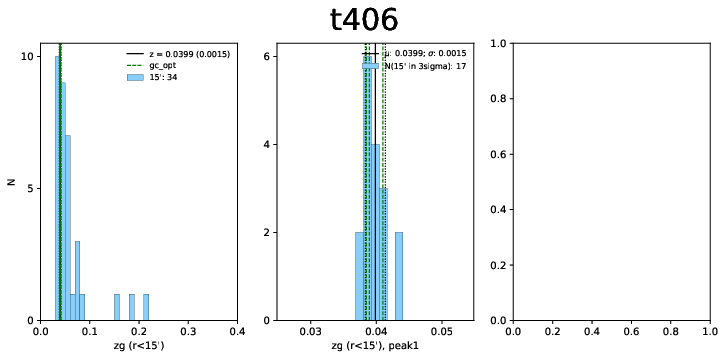 t406
z = 0.0399 (0.0015)
gc_opt
15': 34
N
10
5
0
0.0 0.1 0.2 0.3 0.4
zg (r<15')
μ: 0.0399; σ: 0.0015
N(15' in 3sigma): 17
6
4
2
0
0.03 0.04 0.05
zg (r<15'), peak1
1.0
0.8
0.6
0.4
0.2
0.0
0.0 0.2 0.4 0.6 0.8 1.0